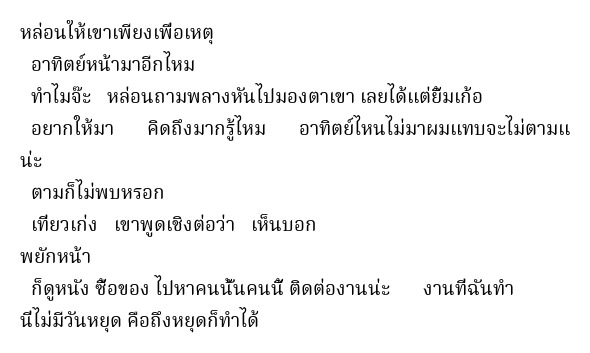 หล่อนให้เขาเพียงเพื่อเหตุ
อาทิตย์หน้ามาอีกไหม
ทำไมจ๊ะ หล่อนถามพลางหันไปมองตาเขา เลยได้แต่ยิ้มเก้อ
อยากให้มา คิดถึงมากรู้ไหม อาทิตย์ไหนไม่มาผมแทบจะไม่ตามแ
น่ะ
ตามก็ไม่พบหรอก
เที่ยวเก่ง เขาพูดเชิงต่อว่า เห็นบอก
พยักหน้า
ก็ดูหนัง ซื้อของ ไปหาคนนั้นคนนี้ ติดต่องานน่ะ งานที่ฉันทำ
นี่ไม่มีวันหยุด คือถึงหยุดก็ทำได้